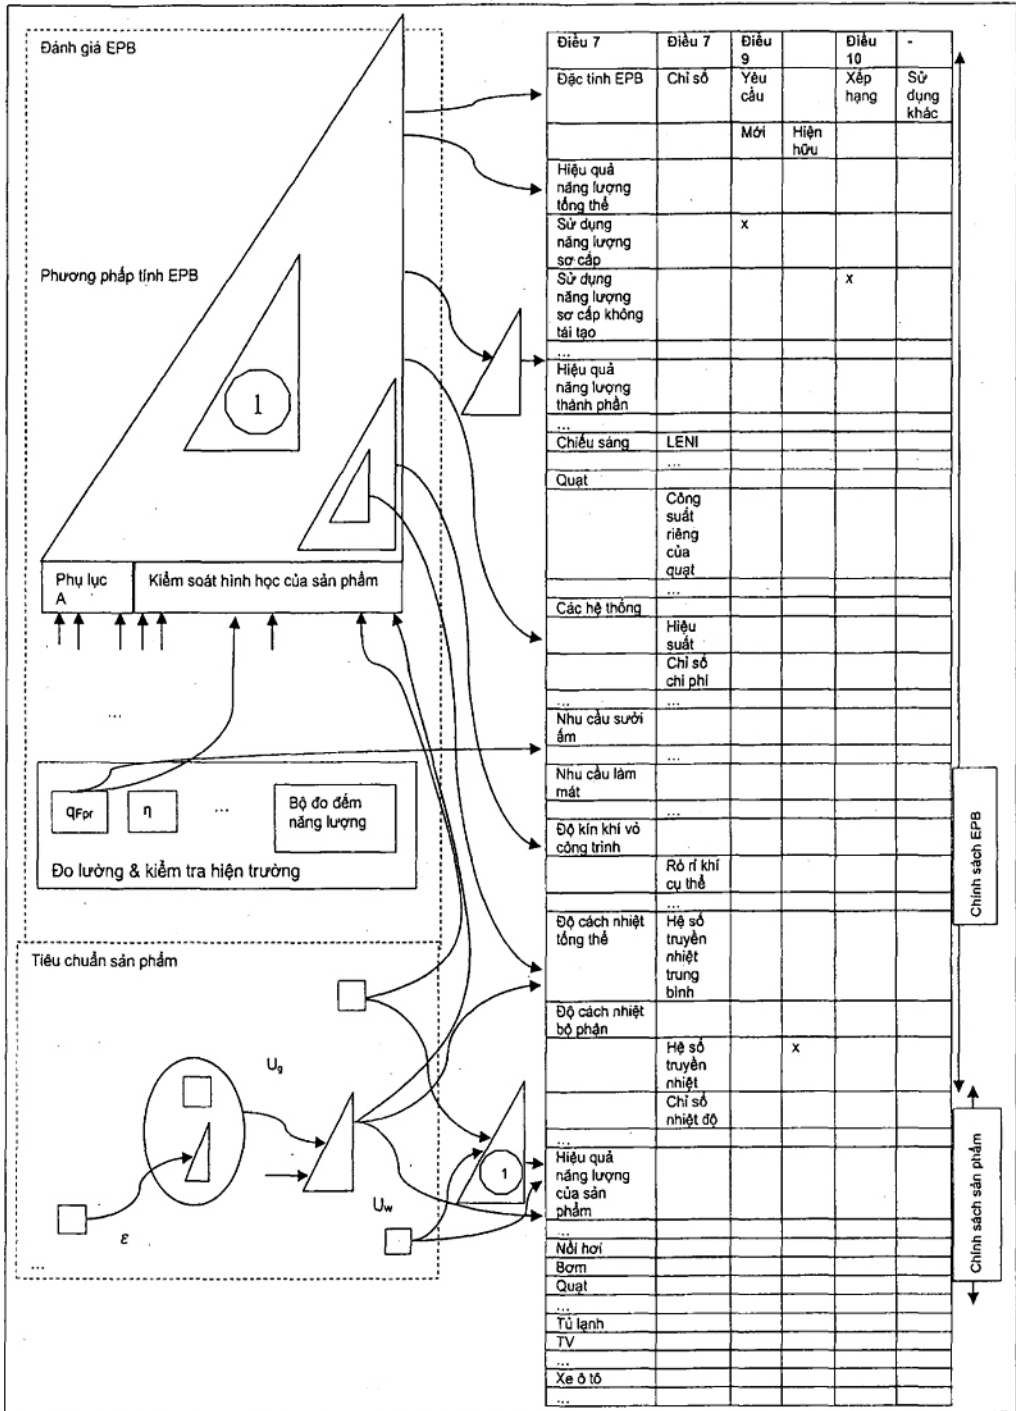 Đánh giá EPB
Phương phấp tính EPB
1
Phụ lục
A
Kiểm soát hình học của sản phẩm
...
qFpr
η
...
Bộ đo đếm
năng lượng
Đo lường & kiểm tra hiện trường
Tiêu chuẩn sản phẩm
Ug
Uw
ε
...
1
Điều 7
Điều 7
Điều
9
Điều
10
-
Đặc tinh EPB
Chỉ số
Yêu
cầu
Xếp
hạng
Sử
dụng
khác
Mới
Hiện
hữu
Hiệu quả
năng lượng
tổng thể
Sử dụng
năng lượng
sơ cấp
x
Sử dụng
năng lượng
sơ cấp không
tái tạo
x
...
Hiệu quả
năng lượng
thành phần
...
Chiếu sáng
LENI
...
Quạt
Công
suất
riêng
của
quạt
...
Các hệ thống
Hiệu
suất
Chỉ số
chi phí
...
...
Nhu cầu sưởi
ấm
...
Nhu cầu làm
mát
...
Độ kín khí vỏ
công trình
Rò rỉ khí
cụ thể
...
Độ cách nhiệt
tổng thể
Hệ số
truyền
nhiệt
trung
bình
Độ cách nhiệt
bộ phận
Hệ số
truyền
nhiệt
x
Chỉ số
nhiệt độ
...
Hiệu quả
năng lượng
của sản
phẩm
...
Nồi hơi
Bơm
Quạt
...
Tủ lạnh
TV
...
Xe ô tô
...
Chính sách EPB
Chính sách sản phẩm